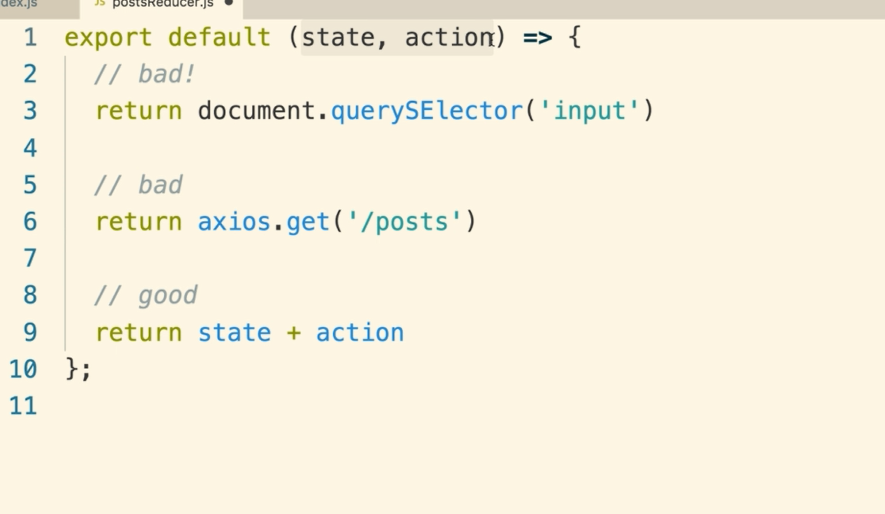 dex.js JS postsReducer.js
1 export default (state, action) => {
2 // bad!
3 return document.querySElector('input')
4
5 // bad
6 return axios.get('/posts')
7
8 // good
9 return state + action
10 };
11